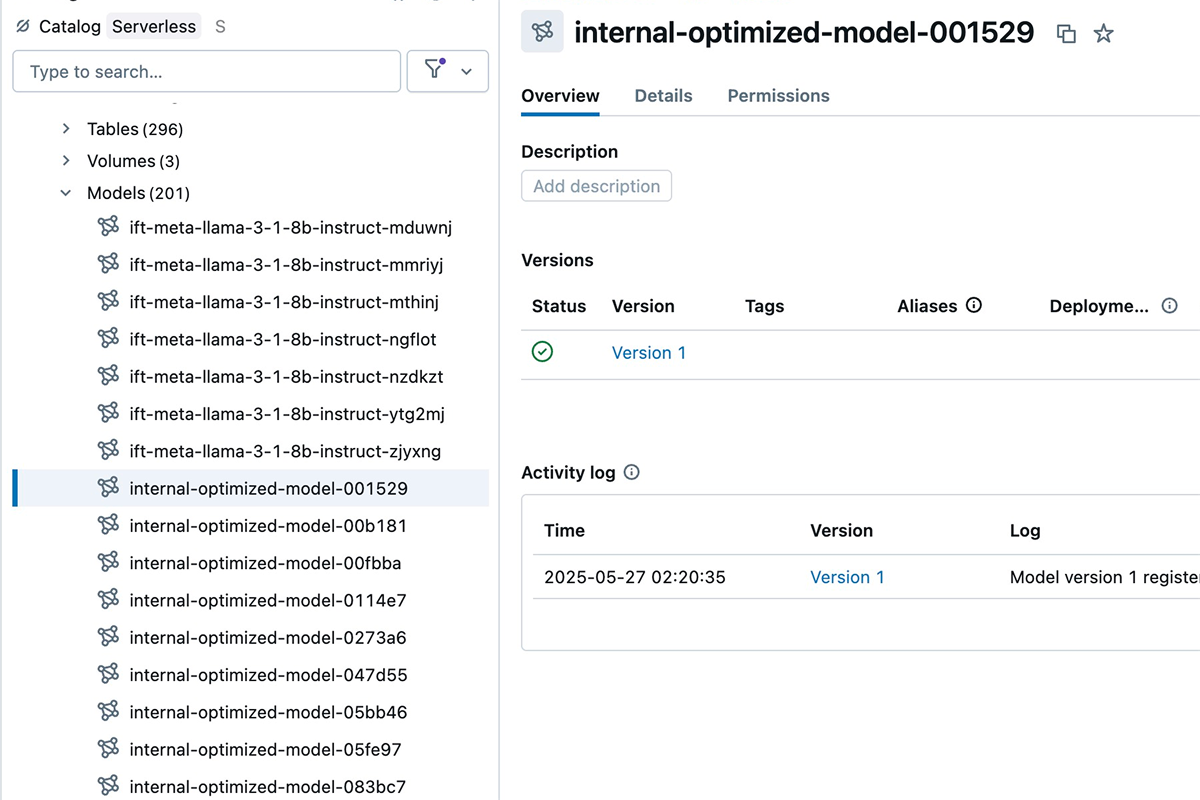 Catalog Serverless S
Type to search...
Tables (296)
Volumes (3)
Models (201)
ift-meta-llama-3-1-8b-instruct-mduwnj
ift-meta-llama-3-1-8b-instruct-mmriyj
ift-meta-llama-3-1-8b-instruct-mthinj
ift-meta-llama-3-1-8b-instruct-ngflot
ift-meta-llama-3-1-8b-instruct-nzdkzt
ift-meta-llama-3-1-8b-instruct-ytg2mj
ift-meta-llama-3-1-8b-instruct-zjyxng
internal-optimized-model-001529
internal-optimized-model-00b181
internal-optimized-model-00fbba
internal-optimized-model-0114e7
internal-optimized-model-0273a6
internal-optimized-model-047d55
internal-optimized-model-05bb46
internal-optimized-model-05fe97
internal-optimized-model-083bc7
internal-optimized-model-001529
Overview Details Permissions
Description
Add description
Versions
Status Version Tags Aliases Deployme...
Version 1
Activity log
Time Version Log
2025-05-27 02:20:35 Version 1 Model version 1 registe